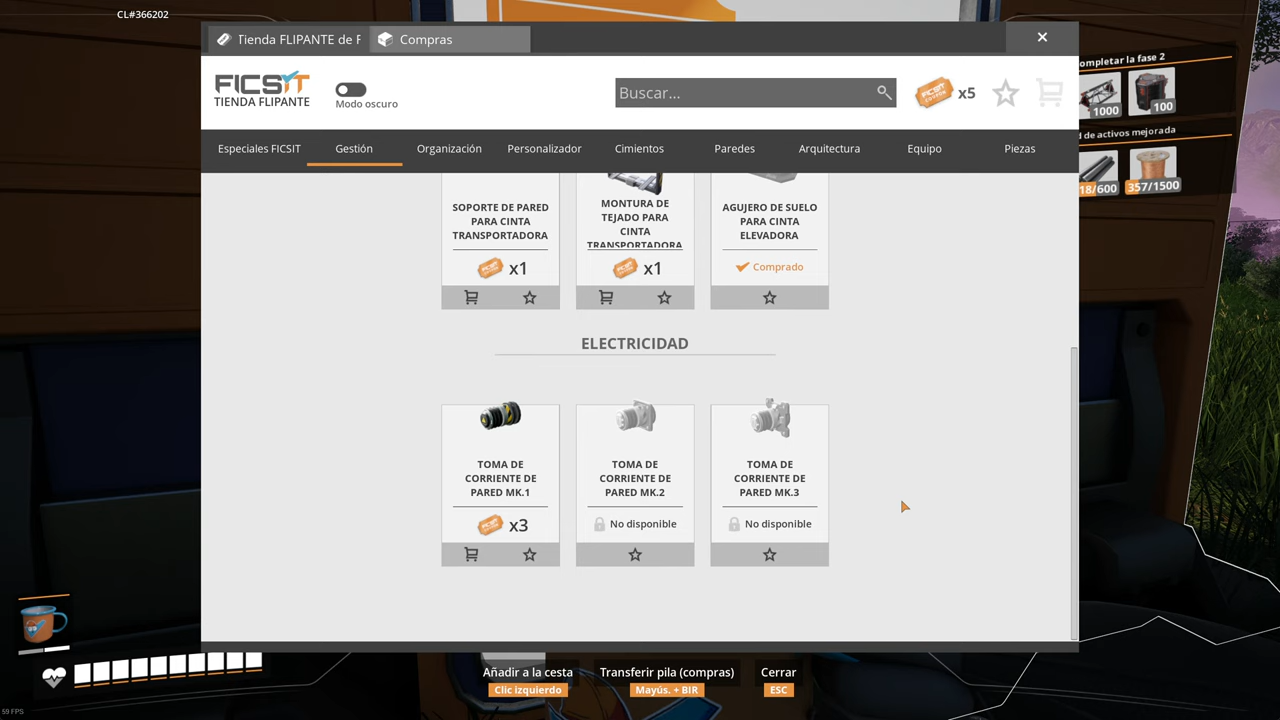 CL#366202
Tienda FLIPANTE de F
Compras
FICSIT
TIENDA FLIPANTE
Modo oscuro
Buscar...
x5
completar la fase 2
1000
100
d de activos mejorada
18/600
357/1500
Especiales FICSIT
Gestión
Organización
Personalizador
Cimientos
Paredes
Arquitectura
Equipo
Piezas
SOPORTE DE PARED
PARA CINTA
TRANSPORTADORA
x1
MONTURA DE
TEJADO PARA
CINTA
TRANSPORTADORA
x1
AGUJERO DE SUELO
PARA CINTA
ELEVADORA
Comprado
ELECTRICIDAD
TOMA DE
CORRIENTE DE
PARED MK.1
x3
TOMA DE
CORRIENTE DE
PARED MK.2
No disponible
TOMA DE
CORRIENTE DE
PARED MK.3
No disponible
Añadir a la cesta
Clic izquierdo
Transferir pila (compras)
Mayús. + BIR
Cerrar
ESC
59 FPS